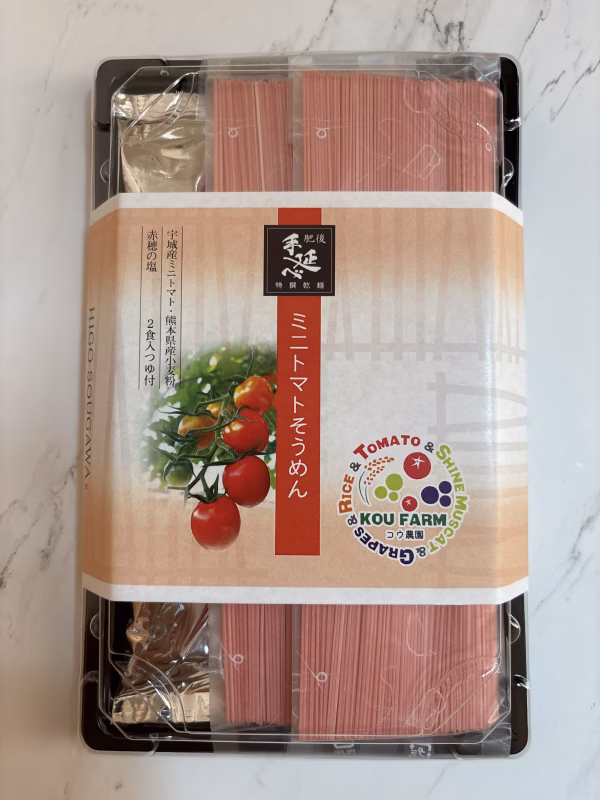 肥後
手延べ
特撰乾麺
ミニトマトそうめん
宇城産ミニトマト・熊本県産小麦粉
赤穂の塩 2食入つゆ付
HIGO SOUGAWA
RICE & TOMATO & SHINE MUSCAT & GRAPES &
KOU FARM
コウ農園